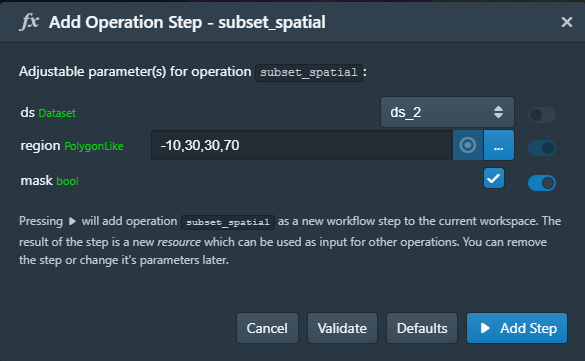 fx Add Operation Step - subset_spatial
Adjustable parameter(s) for operation subset_spatial :
ds Dataset ds_2
region PolygonLike -10,30,30,70 ...
mask bool
Pressing ▶ will add operation subset_spatial as a new workflow step to the current workspace. The
result of the step is a new resource which can be used as input for other operations. You can remove
the step or change it's parameters later.
Cancel Validate Defaults Add Step